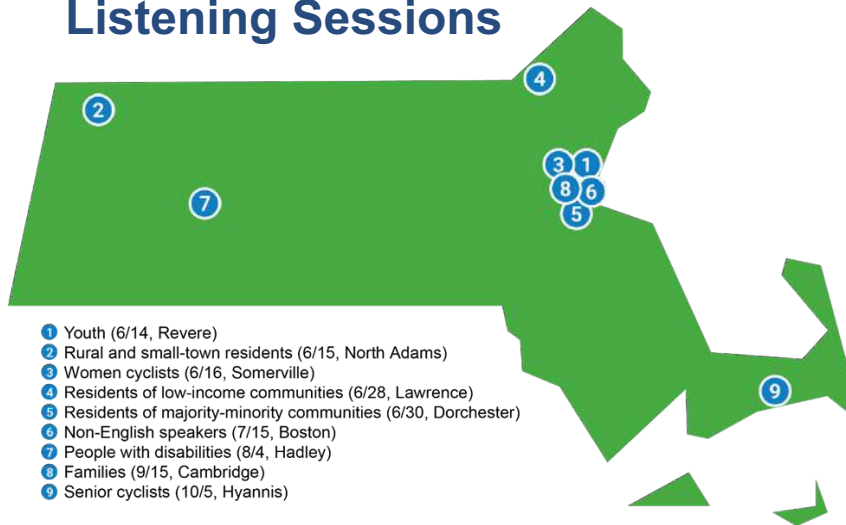 Listening Sessions
4
2
3 1
8 6
7
5
9
1 Youth (6/14, Revere)
2 Rural and small-town residents (6/15, North Adams)
3 Women cyclists (6/16, Somerville)
4 Residents of low-income communities (6/28, Lawrence)
5 Residents of majority-minority communities (6/30, Dorchester)
6 Non-English speakers (7/15, Boston)
7 People with disabilities (8/4, Hadley)
8 Families (9/15, Cambridge)
9 Senior cyclists (10/5, Hyannis)